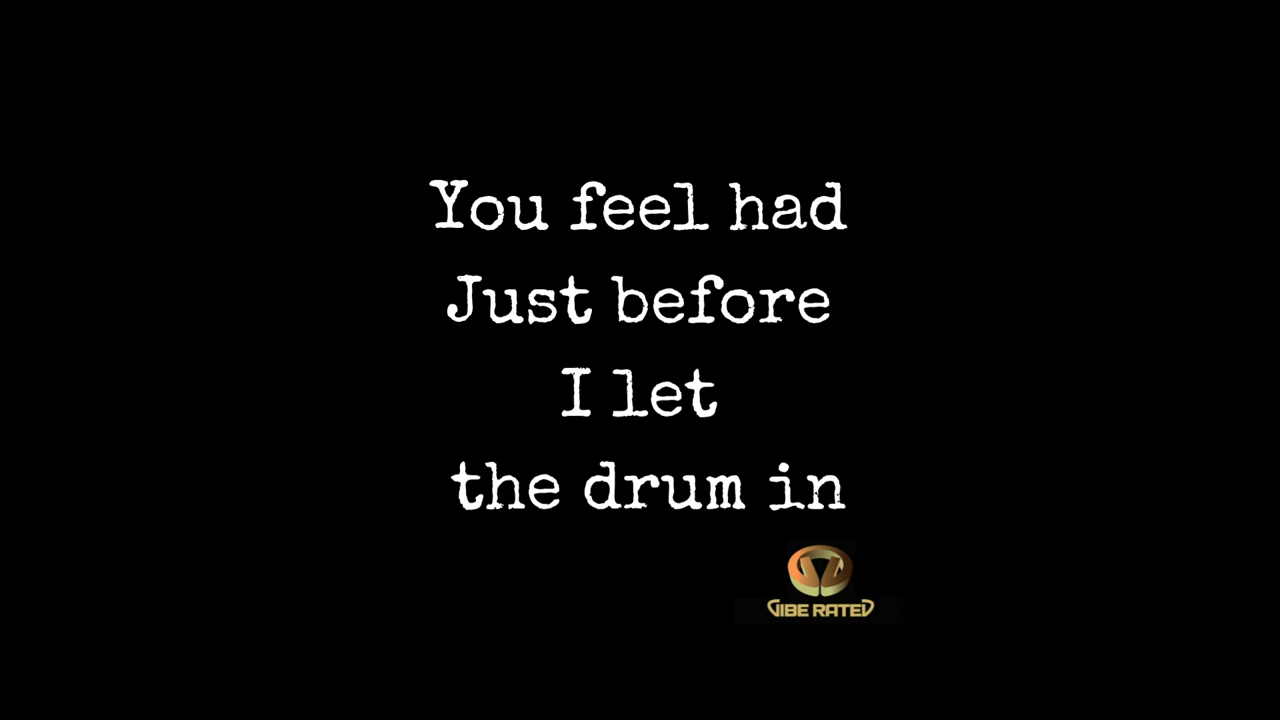 You feel had
Just before
I let
the drum in
VIBE RATED